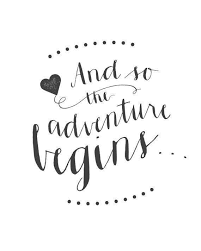 And so
the
adventure
begins...